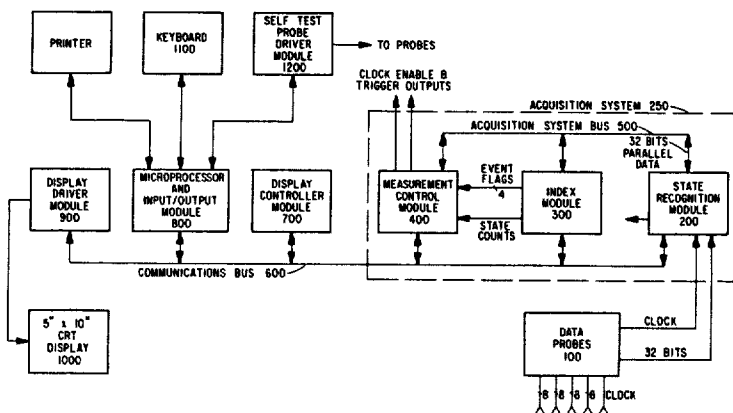 PRINTER
KEYBOARD
1100
SELF TEST
PROBE
DRIVER
MODULE
1200
TO PROBES
CLOCK ENABLE &
TRIGGER OUTPUTS
ACQUISITION SYSTEM 250
ACQUISITION SYSTEM BUS 500
32 BITS
PARALLEL
DATA
DISPLAY
DRIVER
MODULE
900
MICROPROCESSOR
AND
INPUT/OUTPUT
MODULE
800
DISPLAY
CONTROLLER
MODULE
700
MEASUREMENT
CONTROL
MODULE
400
EVENT
FLAGS
4
STATE
COUNTS
INDEX
MODULE
300
STATE
RECOGNITION
MODULE
200
COMMUNICATIONS BUS 600
5" x 10"
CRT
DISPLAY
1000
DATA
PROBES
100
CLOCK
32 BITS
8 8 8 8 CLOCK